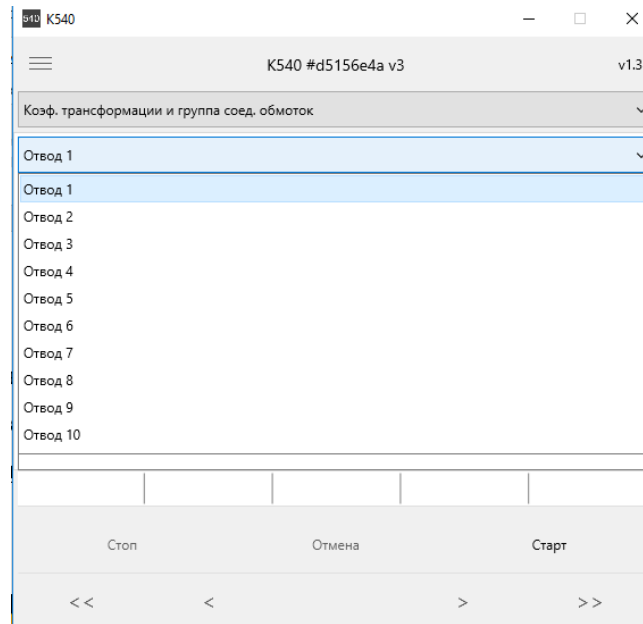 540 K540
K540 #d5156e4a v3 v1.3
Коэф. трансформации и группа соед. обмоток
Отвод 1
Отвод 1
Отвод 2
Отвод 3
Отвод 4
Отвод 5
Отвод 6
Отвод 7
Отвод 8
Отвод 9
Отвод 10
Стоп Отмена Старт
<< < > >>